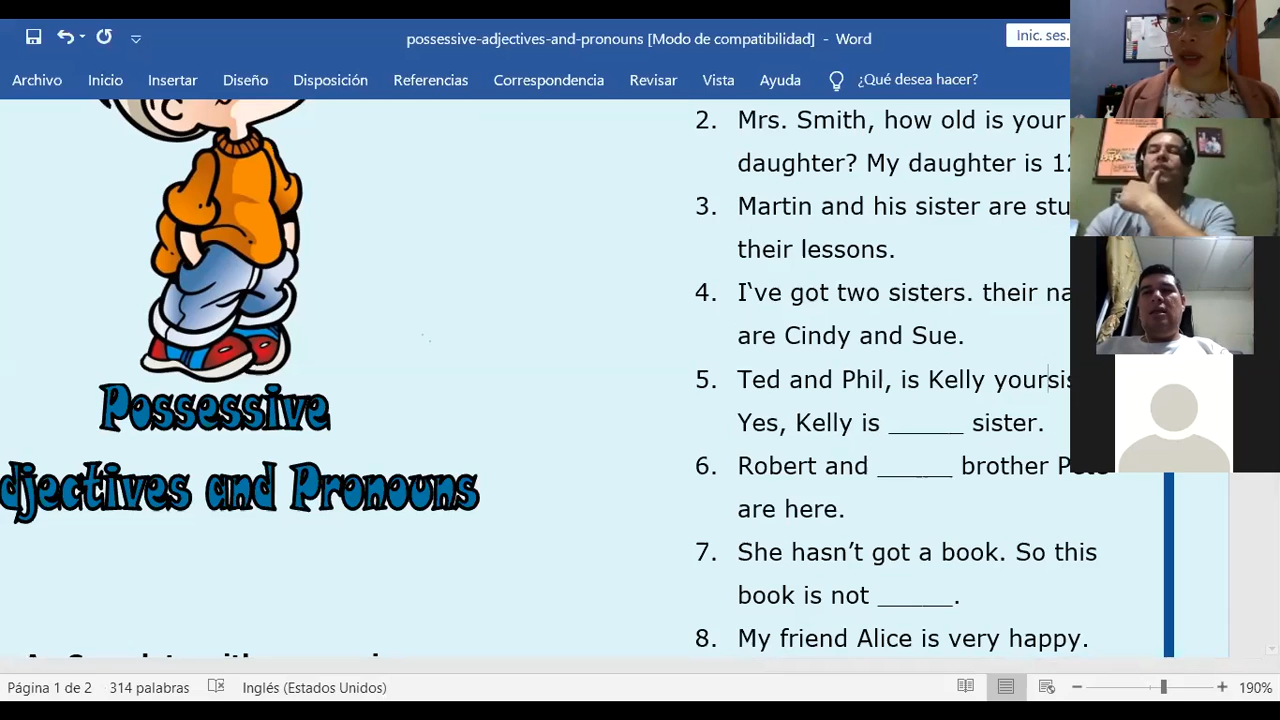 possessive-adjectives-and-pronouns [Modo de compatibilidad] - Word
Inic. ses.
Archivo Inicio Insertar Diseño Disposición Referencias Correspondencia Revisar Vista Ayuda ¿Qué desea hacer?
2. Mrs. Smith, how old is your
daughter? My daughter is
3. Martin and his sister are
their lessons.
4. I've got two sisters. their
are Cindy and Sue.
5. Ted and Phil, is Kelly your
Yes, Kelly is ______ sister.
6. Robert and ______ brother
are here.
7. She hasn't got a book. So this
book is not ______.
8. My friend Alice is very happy.
Possessive
and Pronouns
Página 1 de 2 314 palabras Inglés (Estados Unidos) 190%